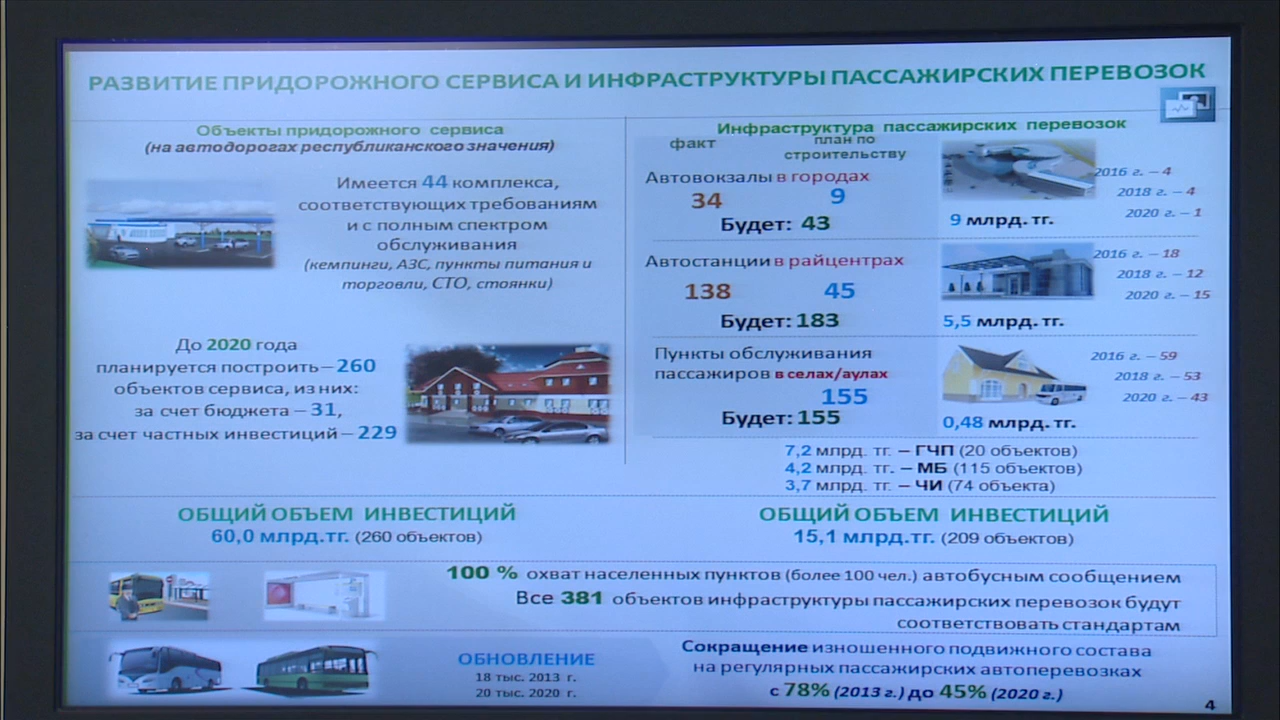 РАЗВИТИЕ ПРИДОРОЖНОГО СЕРВИСА И ИНФРАСТРУКТУРЫ ПАССАЖИРСКИХ ПЕРЕВОЗОК
Объекты придорожного сервиса
(на автодорогах республиканского значения)
Имеется 44 комплекса,
соответствующих требованиям
и с полным спектром
обслуживания
(кемпинги, АЗС, пункты питания и
торговли, СТО, стоянки)
До 2020 года
планируется построить – 260
объектов сервиса, из них:
за счет бюджета – 31,
за счет частных инвестиций – 229
Инфраструктура пассажирских перевозок
факт
план по
строительству
Автовокзалы в городах
34 9
Будет: 43
9 млрд. тг.
2016 г. – 4
2018 г. – 4
2020 г. – 1
Автостанции в райцентрах
138 45
Будет: 183
5,5 млрд. тг.
2016 г. – 18
2018 г. – 12
2020 г. – 15
Пункты обслуживания
пассажиров в селах/аулах
155
Будет: 155
0,48 млрд. тг.
2016 г. – 59
2018 г. – 53
2020 г. – 43
7,2 млрд. тг. – ГЧП (20 объектов)
4,2 млрд. тг. – МБ (115 объектов)
3,7 млрд. тг. – ЧИ (74 объекта)
ОБЩИЙ ОБЪЕМ ИНВЕСТИЦИЙ
60,0 млрд.тг. (260 объектов)
ОБЩИЙ ОБЪЕМ ИНВЕСТИЦИЙ
15,1 млрд.тг. (209 объектов)
100 % охват населенных пунктов (более 100 чел.) автобусным сообщением
Все 381 объектов инфраструктуры пассажирских перевозок будут
соответствовать стандартам
ОБНОВЛЕНИЕ
18 тыс. 2013 г.
20 тыс. 2020 г.
Сокращение изношенного подвижного состава
на регулярных пассажирских автоперевозках
с 78% (2013 г.) до 45% (2020 г.)
4